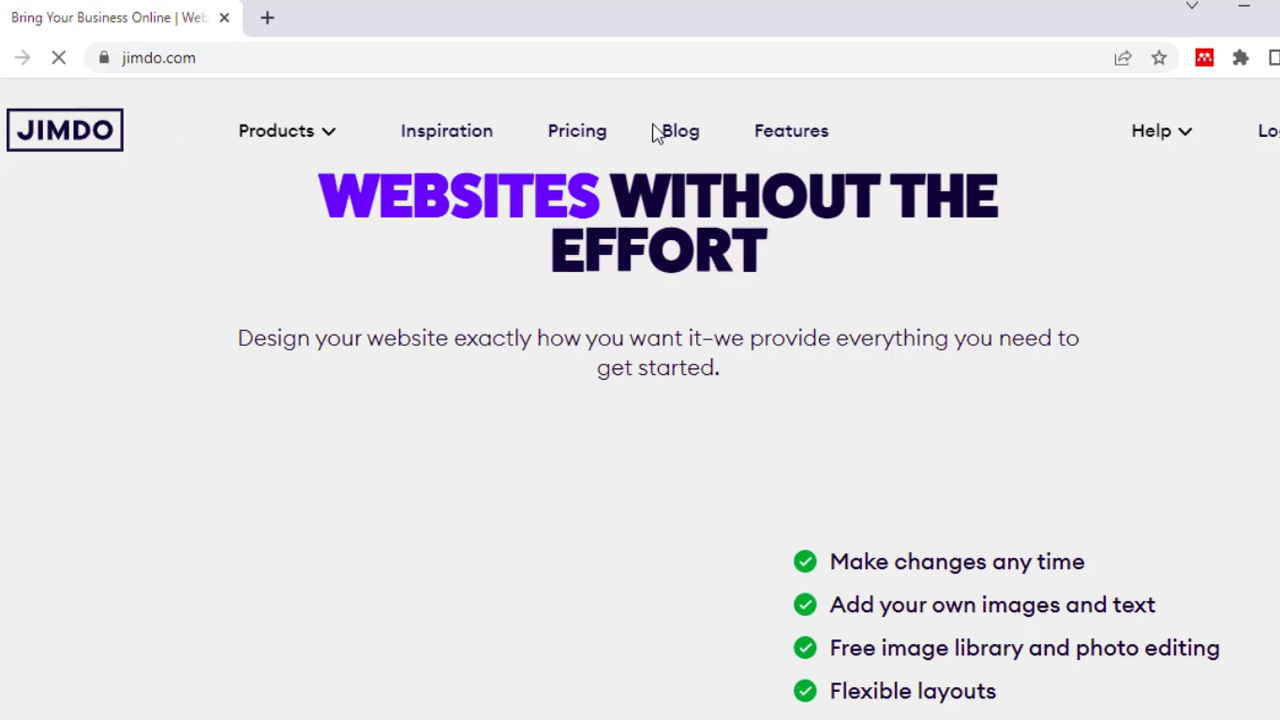 Bring Your Business Online | Web
jimdo.com
JIMDO
Products
Inspiration
Pricing
Blog
Features
Help
WEBSITES WITHOUT THE
EFFORT
Design your website exactly how you want it–we provide everything you need to
get started.
Make changes any time
Add your own images and text
Free image library and photo editing
Flexible layouts